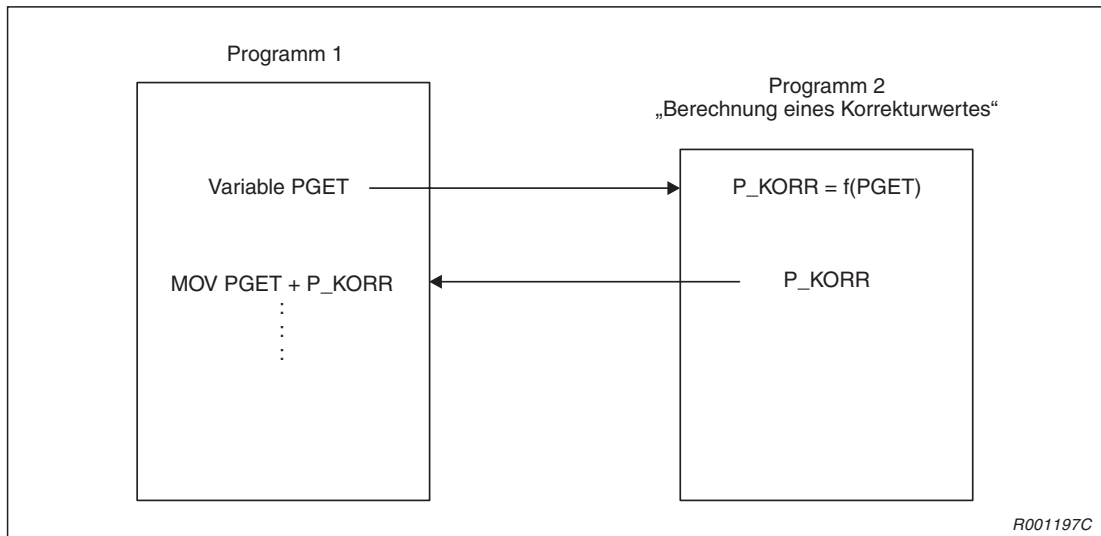 Programm 1
Variable PGET
MOV PGET + P_KORR
:
:
:
Programm 2
„Berechnung eines Korrekturwertes“
P_KORR = f(PGET)
P_KORR
R001197C